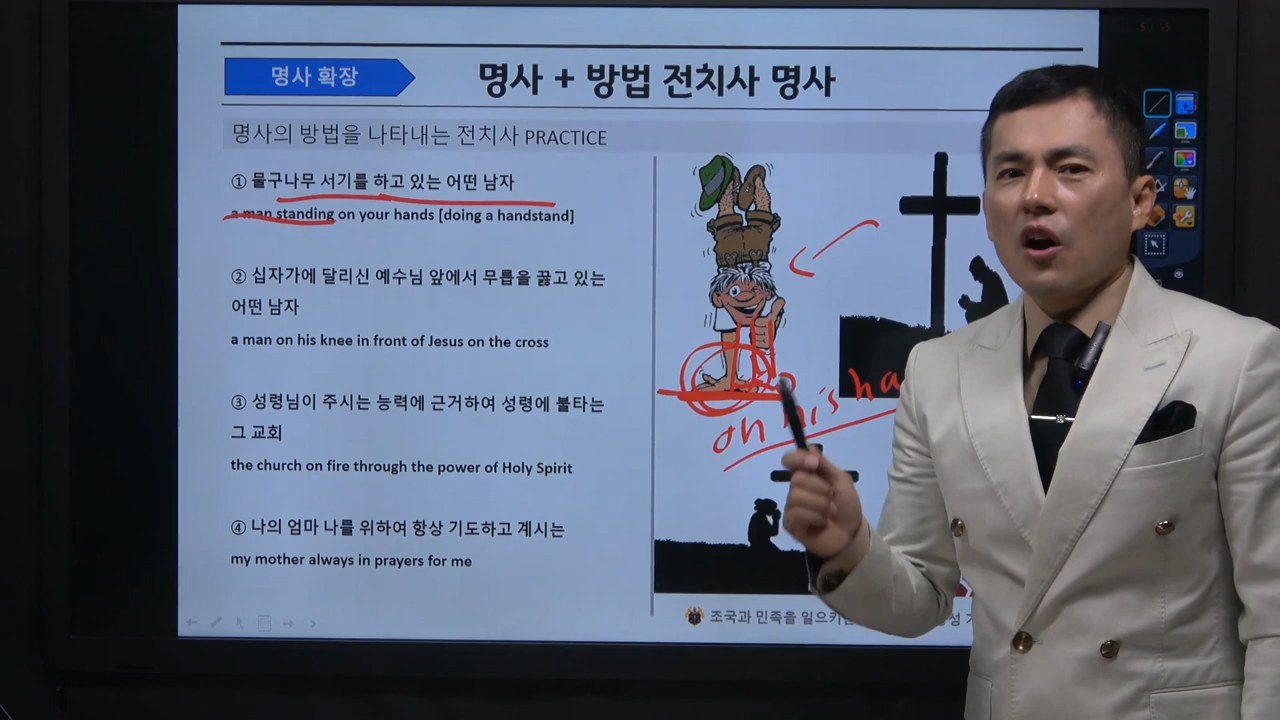 5 / 15
명사 확장
명사 + 방법 전치사 명사
명사의 방법을 나타내는 전치사 PRACTICE
① 물구나무 서기를 하고 있는 어떤 남자
a man standing on your hands [doing a handstand]
② 십자가에 달리신 예수님 앞에서 무릎을 꿇고 있는
어떤 남자
a man on his knee in front of Jesus on the cross
③ 성령님이 주시는 능력에 근거하여 성령에 불타는
그 교회
the church on fire through the power of Holy Spirit
④ 나의 엄마 나를 위하여 항상 기도하고 계시는
my mother always in prayers for me
on his ha
조국과 민족을 일으키는